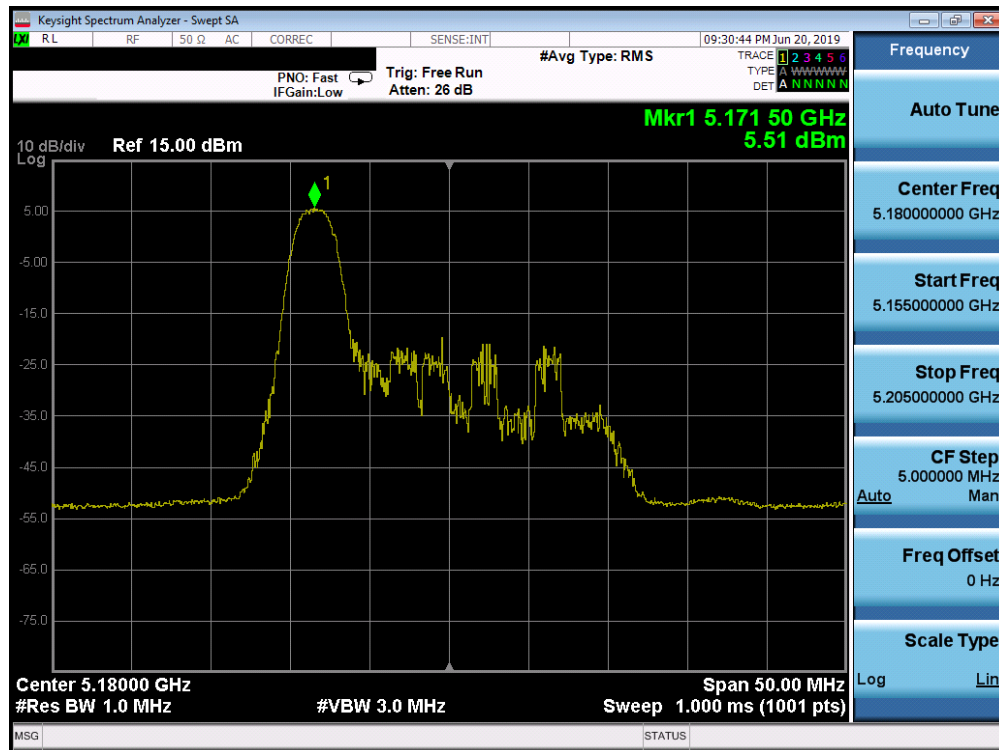 Keysight Spectrum Analyzer - Swept SA
LXI RL RF 50 Ω AC CORREC SENSE:INT 09:30:44 PM Jun 20, 2019
#Avg Type: RMS
TRACE 1 2 3 4 5 6
TYPE A WWWWW
DET A N N N N N
PNO: Fast
IFGain:Low
Trig: Free Run
Atten: 26 dB
Mkr1 5.171 50 GHz
5.51 dBm
10 dB/div
Log
Ref 15.00 dBm
1
5.00
-5.00
-15.0
-25.0
-35.0
-45.0
-55.0
-65.0
-75.0
Center 5.18000 GHz
#Res BW 1.0 MHz
#VBW 3.0 MHz
Span 50.00 MHz
Sweep 1.000 ms (1001 pts)
MSG
STATUS
Frequency
Auto Tune
Center Freq
5.180000000 GHz
Start Freq
5.155000000 GHz
Stop Freq
5.205000000 GHz
CF Step
5.000000 MHz
Auto Man
Freq Offset
0 Hz
Scale Type
Log Lin